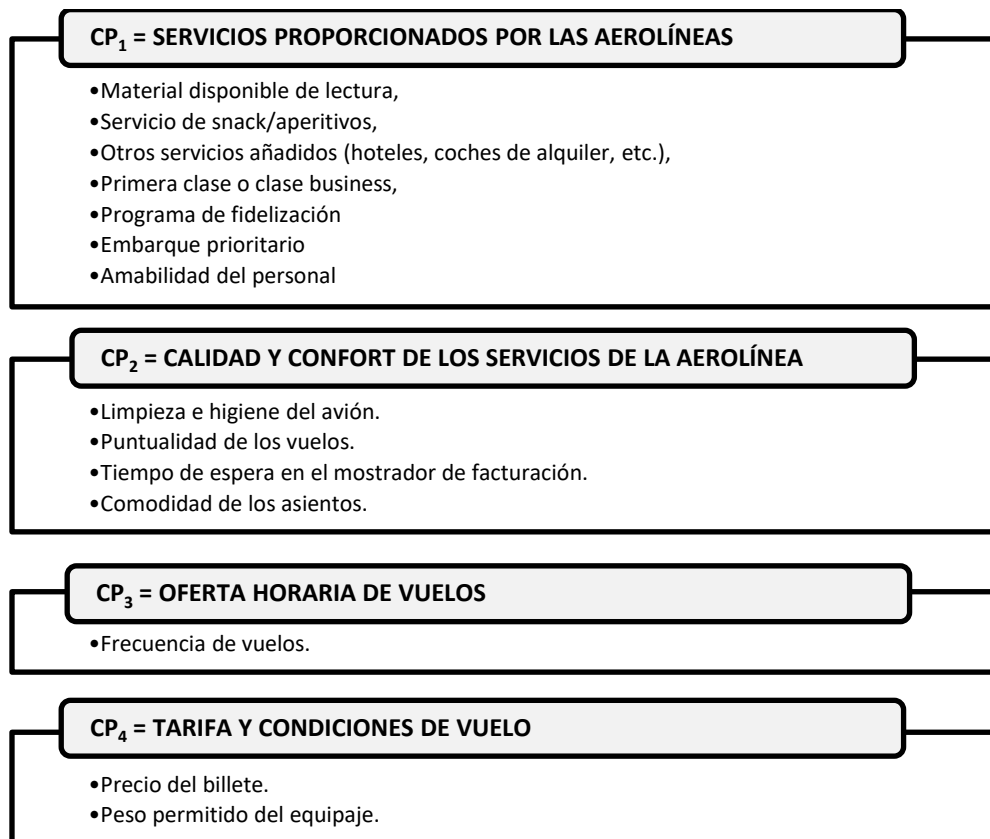 CP₁ = SERVICIOS PROPORCIONADOS POR LAS AEROLÍNEAS
•Material disponible de lectura,
•Servicio de snack/aperitivos,
•Otros servicios añadidos (hoteles, coches de alquiler, etc.),
•Primera clase o clase business,
•Programa de fidelización
•Embarque prioritario
•Amabilidad del personal
CP₂ = CALIDAD Y CONFORT DE LOS SERVICIOS DE LA AEROLÍNEA
•Limpieza e higiene del avión.
•Puntualidad de los vuelos.
•Tiempo de espera en el mostrador de facturación.
•Comodidad de los asientos.
CP₃ = OFERTA HORARIA DE VUELOS
•Frecuencia de vuelos.
CP₄ = TARIFA Y CONDICIONES DE VUELO
•Precio del billete.
•Peso permitido del equipaje.